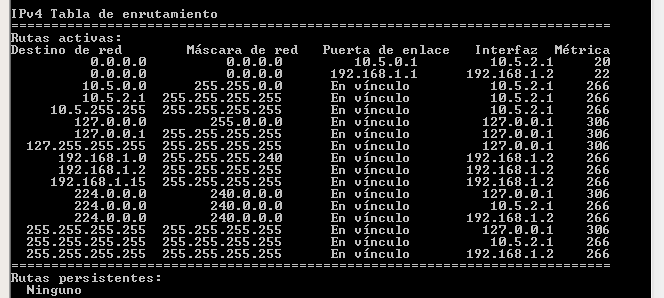 IPv4 Tabla de enrutamiento
===========================================================================
Rutas activas:
Destino de red        Máscara de red   Puerta de enlace   Interfaz  Métrica
          0.0.0.0          0.0.0.0         10.5.0.1         10.5.2.1     20
          0.0.0.0          0.0.0.0      192.168.1.1      192.168.1.2     22
         10.5.0.0      255.255.0.0      En vínculo          10.5.2.1    266
         10.5.2.1  255.255.255.255      En vínculo          10.5.2.1    266
     10.5.255.255  255.255.255.255      En vínculo          10.5.2.1    266
        127.0.0.0        255.0.0.0      En vínculo         127.0.0.1    306
        127.0.0.1  255.255.255.255      En vínculo         127.0.0.1    306
  127.255.255.255  255.255.255.255      En vínculo         127.0.0.1    306
      192.168.1.0  255.255.255.240      En vínculo       192.168.1.2    266
      192.168.1.2  255.255.255.255      En vínculo       192.168.1.2    266
     192.168.1.15  255.255.255.255      En vínculo       192.168.1.2    266
        224.0.0.0        240.0.0.0      En vínculo         127.0.0.1    306
        224.0.0.0        240.0.0.0      En vínculo          10.5.2.1    266
        224.0.0.0        240.0.0.0      En vínculo       192.168.1.2    266
  255.255.255.255  255.255.255.255      En vínculo         127.0.0.1    306
  255.255.255.255  255.255.255.255      En vínculo          10.5.2.1    266
  255.255.255.255  255.255.255.255      En vínculo       192.168.1.2    266
===========================================================================
Rutas persistentes:
  Ninguno